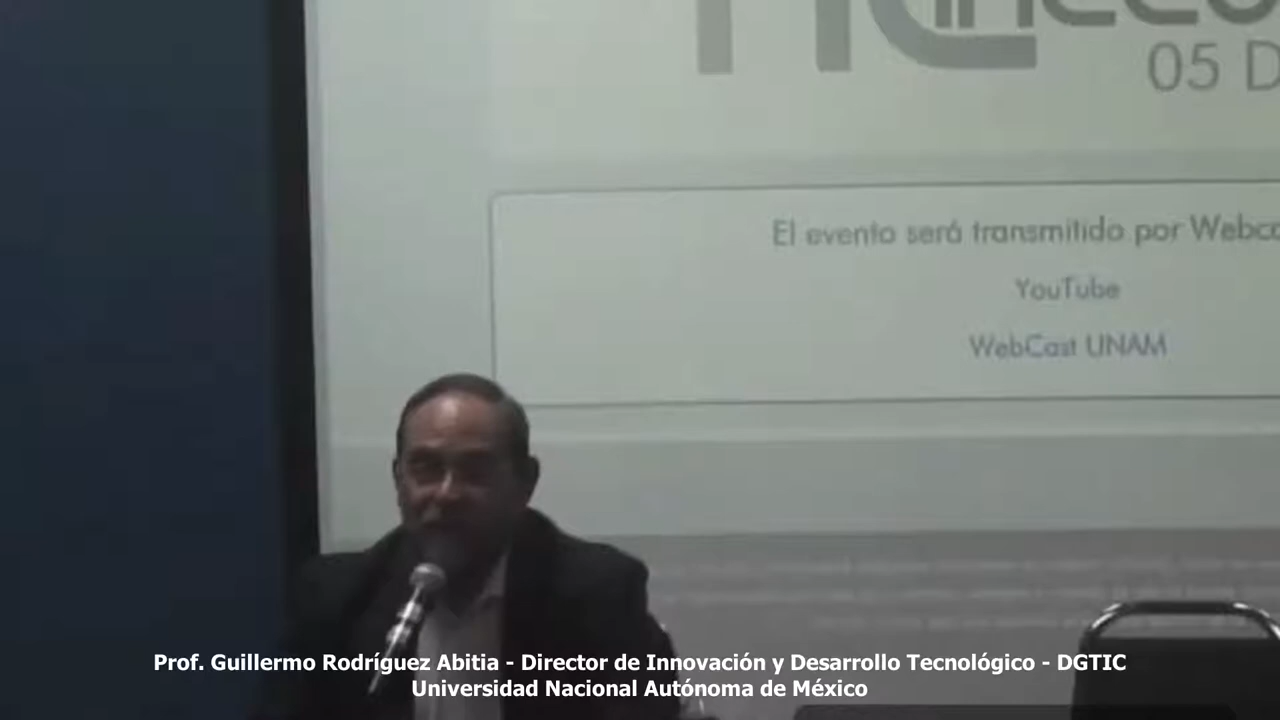 05 D
El evento será transmitido por Webc
YouTube
WebCast UNAM
Prof. Guillermo Rodríguez Abitia - Director de Innovación y Desarrollo Tecnológico - DGTIC
Universidad Nacional Autónoma de México